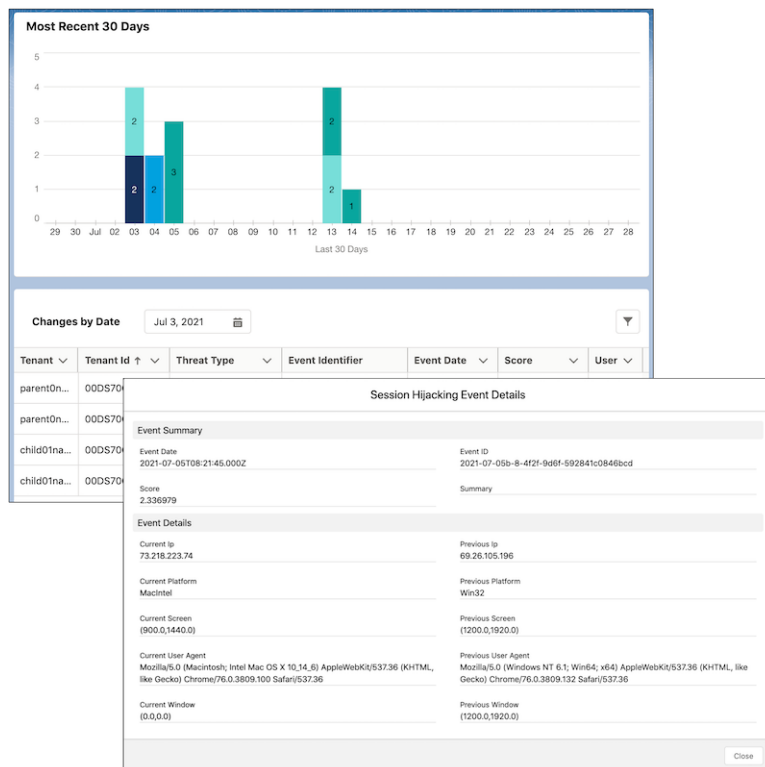 Most Recent 30 Days
5
4
3
2
1
0
2
2
2
3
2
2
1
29 30 Jul 02 03 04 05 06 07 08 09 10 11 12 13 14 15 16 17 18 19 20 21 22 23 24 25 26 27 28
Last 30 Days
Changes by Date Jul 3, 2021
Tenant Tenant Id Threat Type Event Identifier Event Date Score User
parent0n... 00DS70
parent0n... 00DS70
child01na... 00DS70
child01na... 00DS70
Session Hijacking Event Details
Event Summary
Event Date Event ID
2021-07-05T08:21:45.000Z 2021-07-05b-8-4f2f-9d6f-592841c0846bcd
Score Summary
2.336979
Event Details
Current Ip Previous Ip
73.218.223.74 69.26.105.196
Current Platform Previous Platform
MacIntel Win32
Current Screen Previous Screen
(900.0,1440.0) (1200.0,1920.0)
Current User Agent Previous User Agent
Mozilla/5.0 (Macintosh; Intel Mac OS X 10_14_6) AppleWebKit/537.36 (KHTML, Mozilla/5.0 (Windows NT 6.1; Win64; x64) AppleWebKit/537.36 (KHTML, like
like Gecko) Chrome/76.0.3809.100 Safari/537.36 Gecko) Chrome/76.0.3809.132 Safari/537.36
Current Window Previous Window
(0.0,0.0) (1200.0,1920.0)
Close